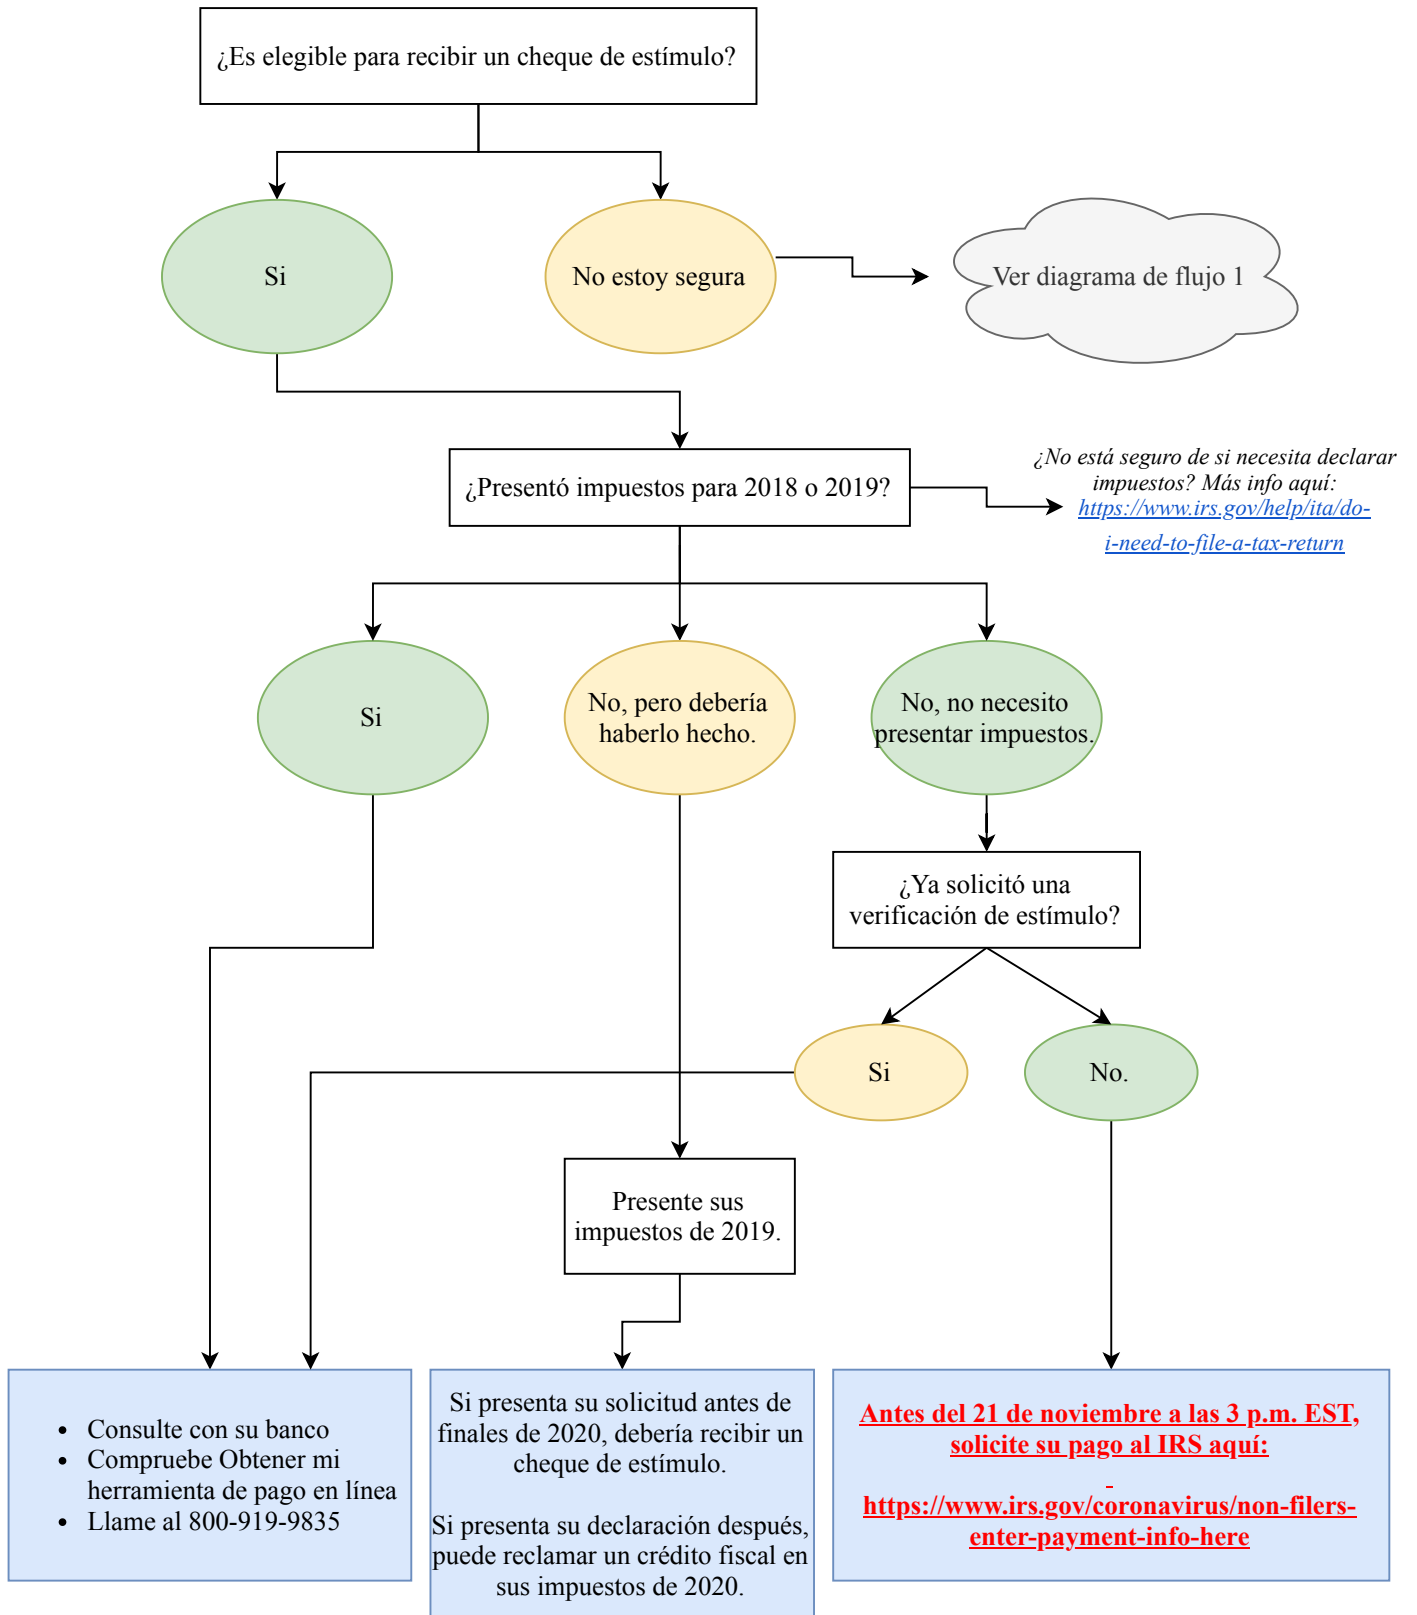 ¿Es elegible para recibir un cheque de estímulo?
Si
No estoy segura
Ver diagrama de flujo 1
¿Presentó impuestos para 2018 o 2019?
¿No está seguro de si necesita declarar
impuestos? Más info aquí:
https://www.irs.gov/help/ita/do-
i-need-to-file-a-tax-return
Si
No, pero debería
haberlo hecho.
No, no necesito
presentar impuestos.
¿Ya solicitó una
verificación de estímulo?
Si
No.
Presente sus
impuestos de 2019.
• Consulte con su banco
• Compruebe Obtener mi
herramienta de pago en línea
• Llame al 800-919-9835
Si presenta su solicitud antes de
finales de 2020, debería recibir un
cheque de estímulo.
Si presenta su declaración después,
puede reclamar un crédito fiscal en
sus impuestos de 2020.
Antes del 21 de noviembre a las 3 p.m. EST,
solicite su pago al IRS aquí:
https://www.irs.gov/coronavirus/non-filers-
enter-payment-info-here